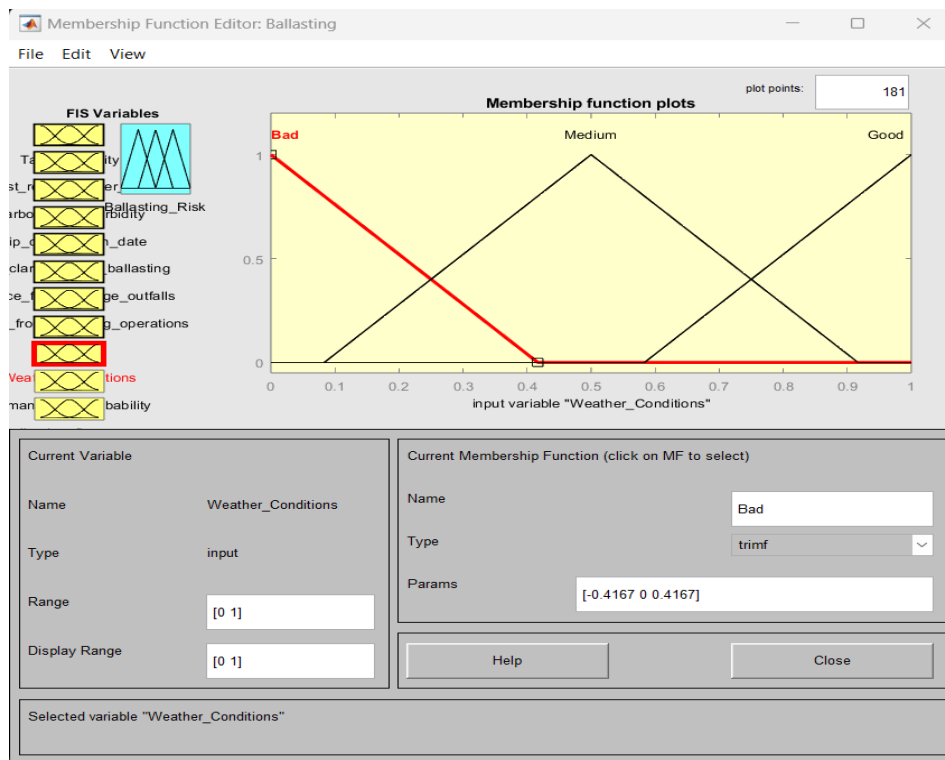 Membership Function Editor: Ballasting
File Edit View
plot points: 181
FIS Variables
Membership function plots
Bad Medium Good
Ballasting_Risk
_date
ballasting
ge_outfalls
g_operations
tions
bability
1
0.5
0
0 0.1 0.2 0.3 0.4 0.5 0.6 0.7 0.8 0.9 1
input variable "Weather_Conditions"
Current Variable
Name Weather_Conditions
Type input
Range [0 1]
Display Range [0 1]
Current Membership Function (click on MF to select)
Name Bad
Type trimf
Params [-0.4167 0 0.4167]
Help Close
Selected variable "Weather_Conditions"